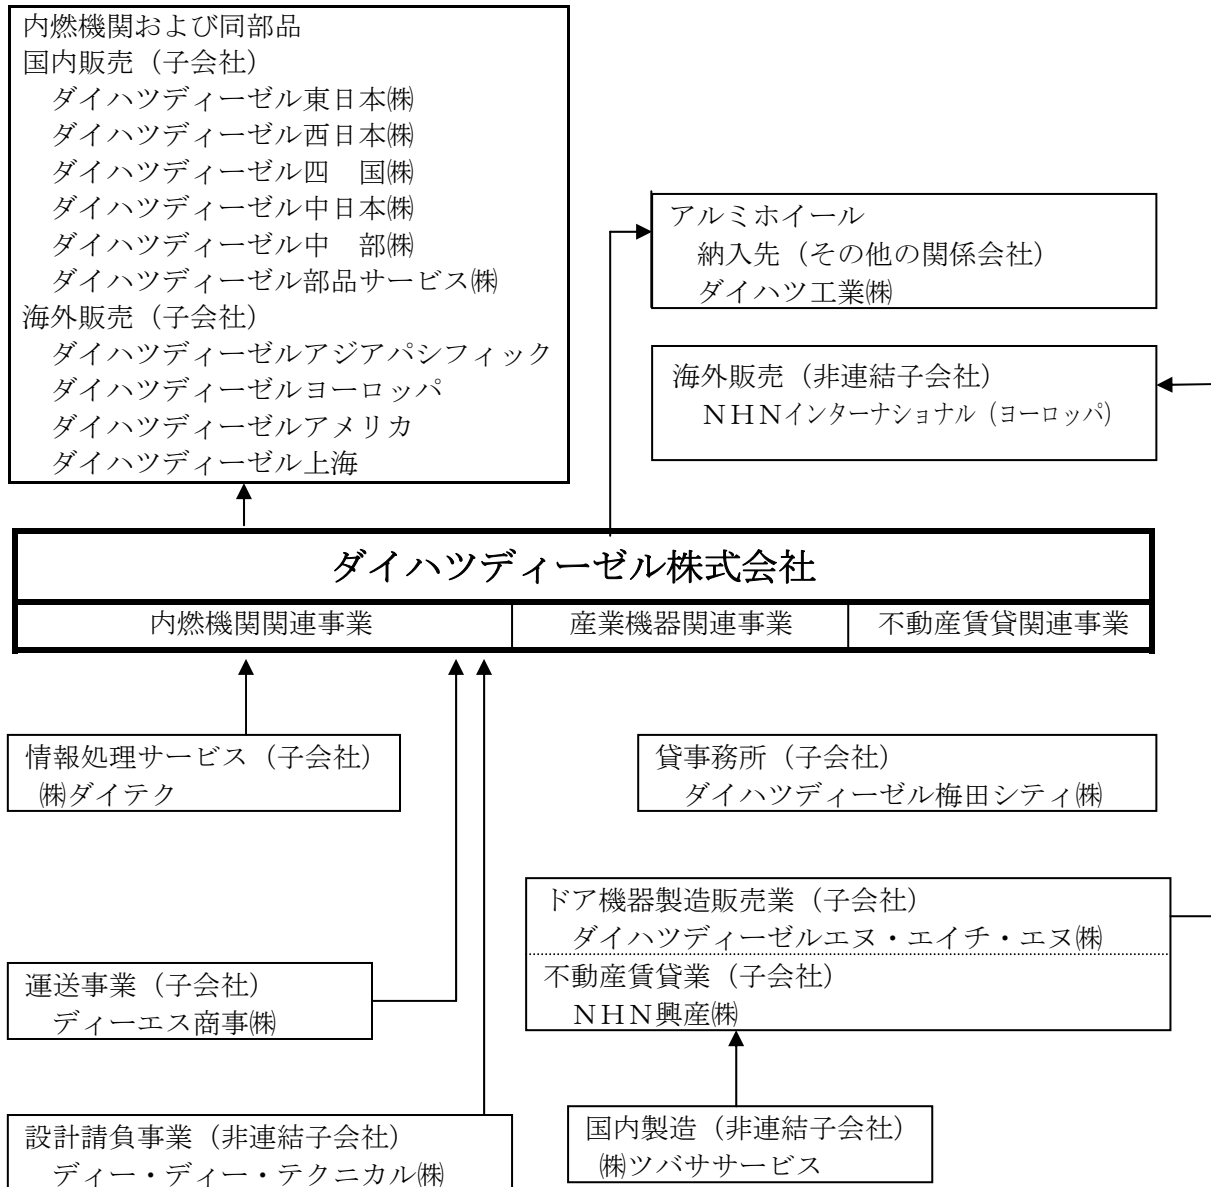 内燃機関および同部品
国内販売（子会社）
ダイハツディーゼル東日本㈱
ダイハツディーゼル西日本㈱
ダイハツディーゼル四　国㈱
ダイハツディーゼル中日本㈱
ダイハツディーゼル中　部㈱
ダイハツディーゼル部品サービス㈱
海外販売（子会社）
ダイハツディーゼルアジアパシフィック
ダイハツディーゼルヨーロッパ
ダイハツディーゼルアメリカ
ダイハツディーゼル上海
アルミホイール
納入先（その他の関係会社）
ダイハツ工業㈱
海外販売（非連結子会社）
ＮＨＮインターナショナル（ヨーロッパ）
ダイハツディーゼル株式会社
内燃機関関連事業
産業機器関連事業
不動産賃貸関連事業
情報処理サービス（子会社）
㈱ダイテク
貸事務所（子会社）
ダイハツディーゼル梅田シティ㈱
ドア機器製造販売業（子会社）
ダイハツディーゼルエヌ・エイチ・エヌ㈱
不動産賃貸業（子会社）
ＮＨＮ興産㈱
運送事業（子会社）
ディーエス商事㈱
設計請負事業（非連結子会社）
ディー・ディー・テクニカル㈱
国内製造（非連結子会社）
㈱ツバササービス